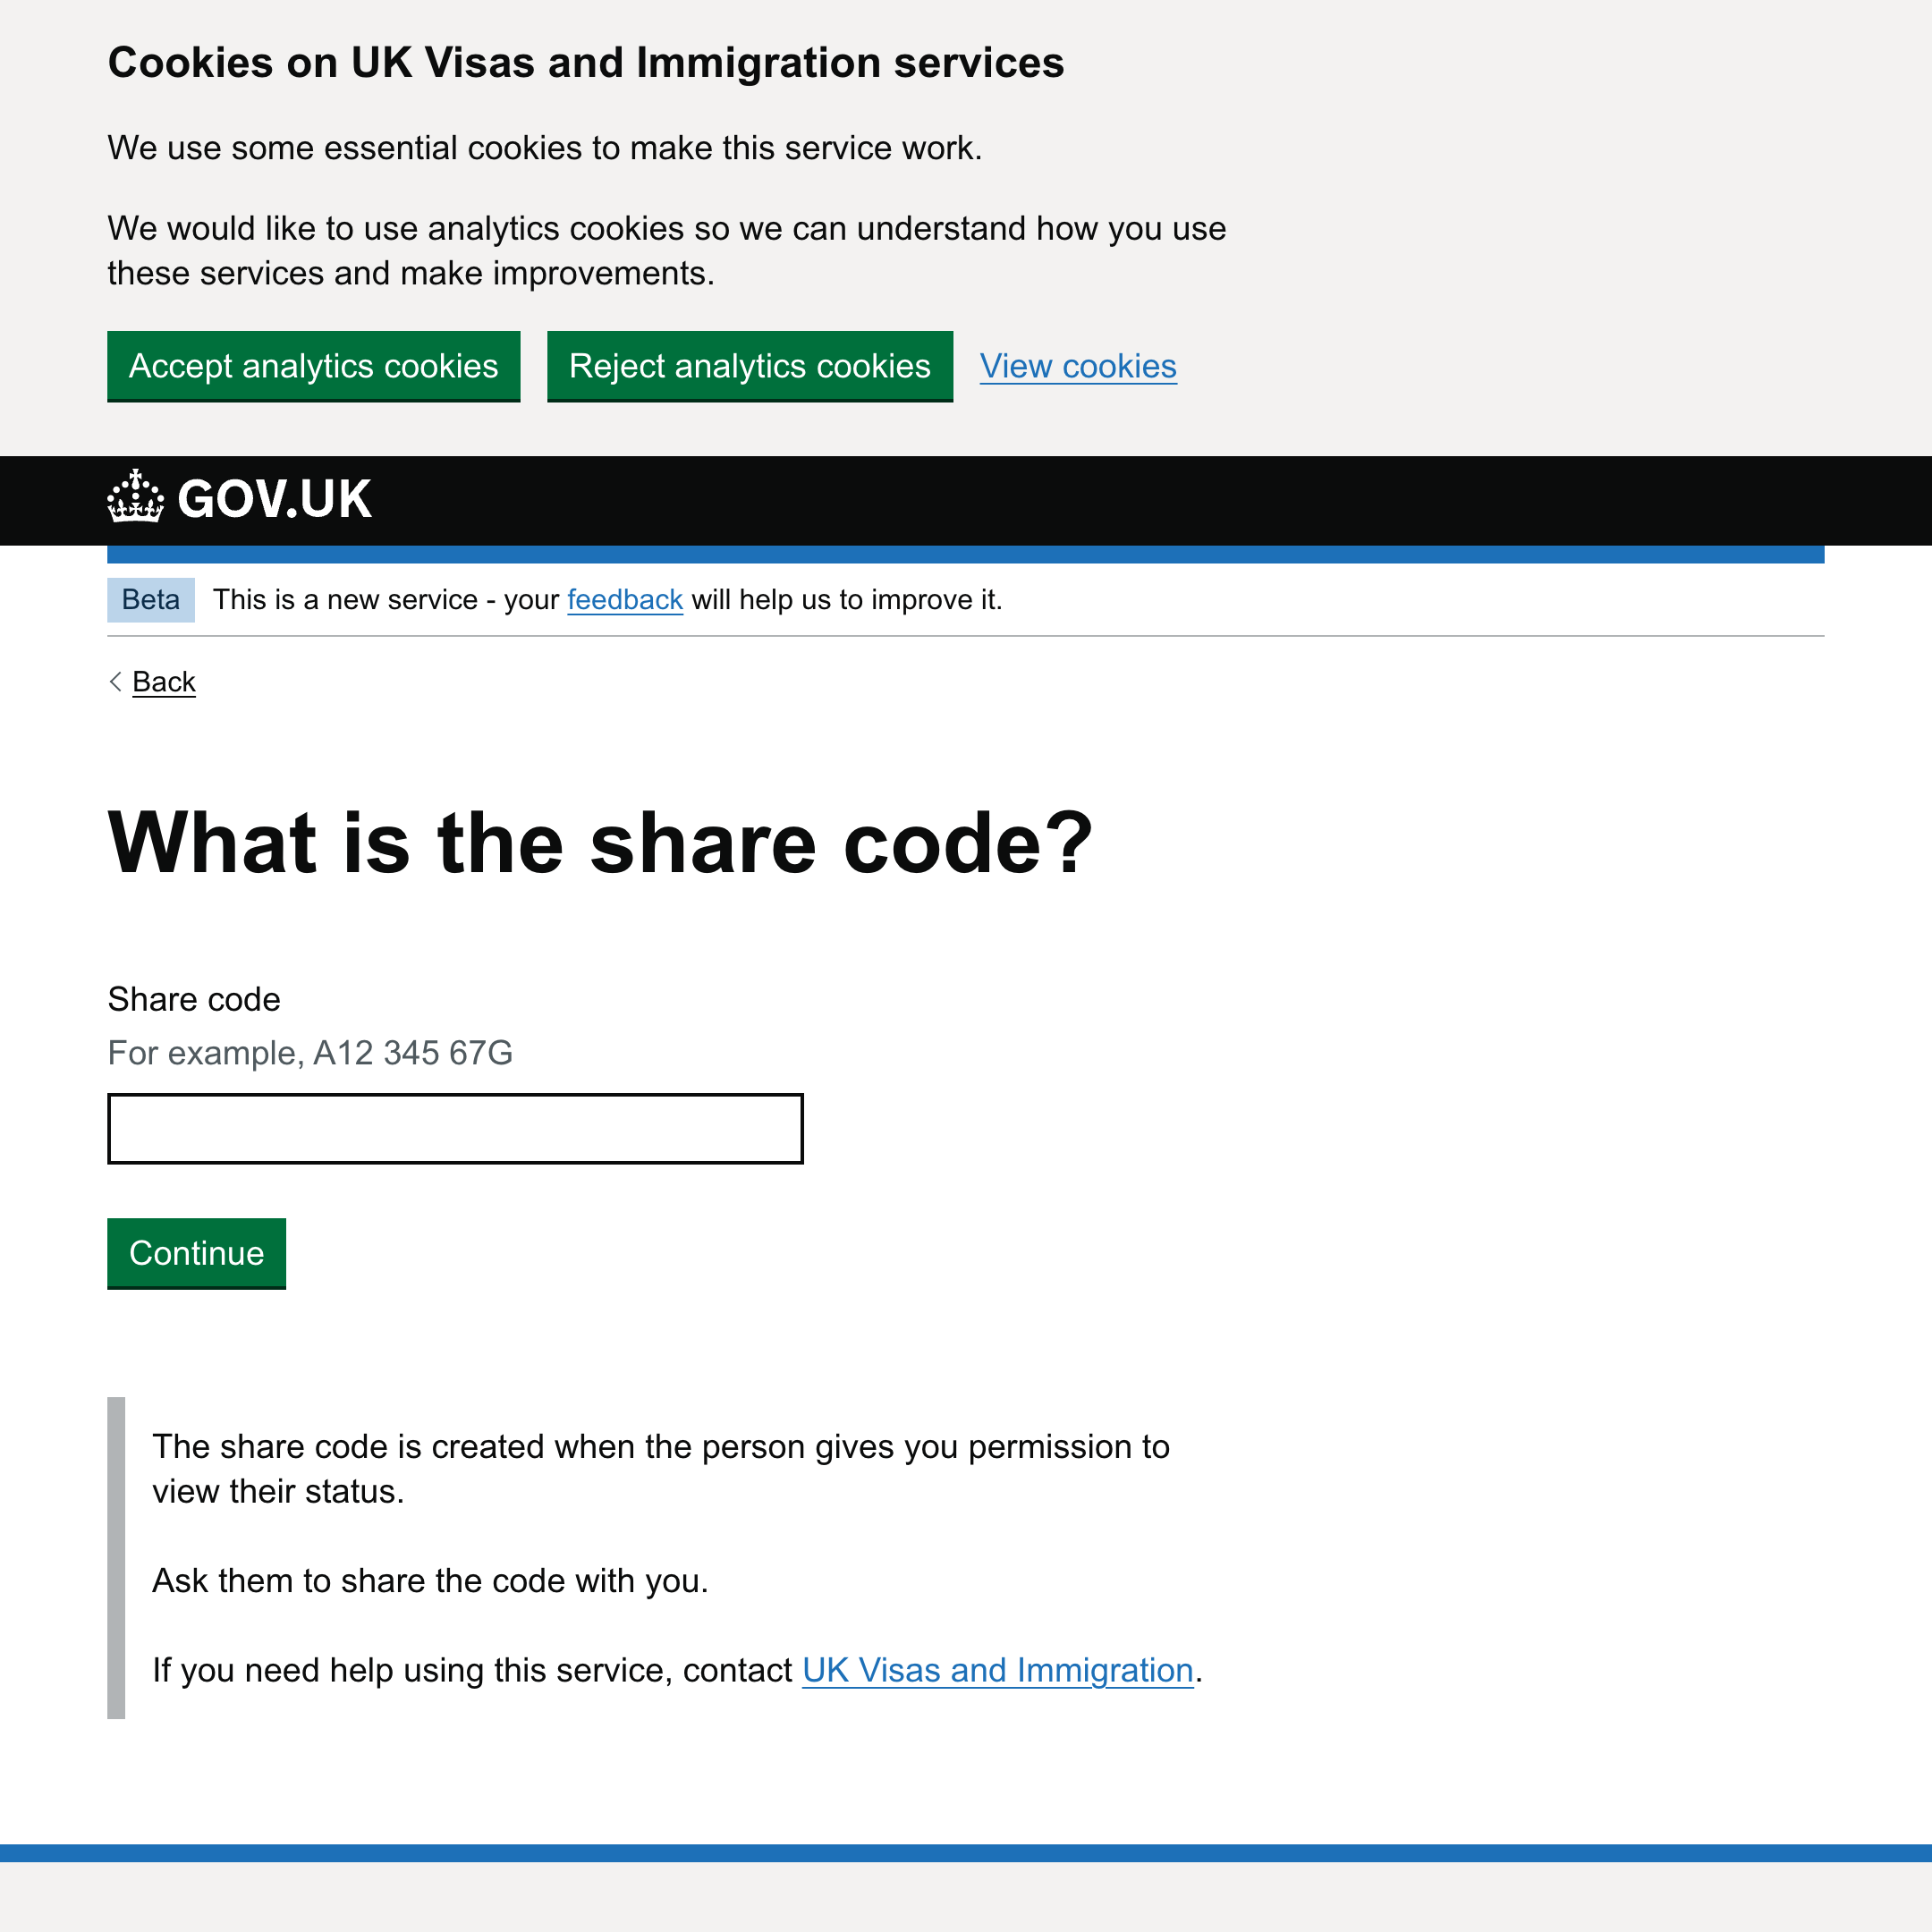 Cookies on UK Visas and Immigration services
We use some essential cookies to make this service work.
We would like to use analytics cookies so we can understand how you use
these services and make improvements.
Accept analytics cookies Reject analytics cookies View cookies
GOV.UK
Beta This is a new service - your feedback will help us to improve it.
Back
What is the share code?
Share code
For example, A12 345 67G
Continue
The share code is created when the person gives you permission to
view their status.
Ask them to share the code with you.
If you need help using this service, contact UK Visas and Immigration.